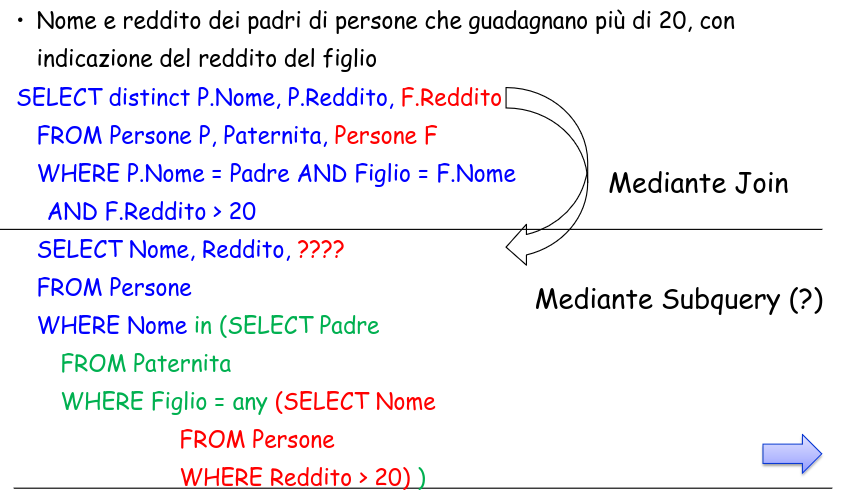 • Nome e reddito dei padri di persone che guadagnano più di 20, con
indicazione del reddito del figlio
SELECT distinct P.Nome, P.Reddito, F.Reddito
FROM Persone P, Paternita, Persone F
WHERE P.Nome = Padre AND Figlio = F.Nome
AND F.Reddito > 20
Mediante Join
SELECT Nome, Reddito, ????
FROM Persone
WHERE Nome in (SELECT Padre
FROM Paternita
WHERE Figlio = any (SELECT Nome
FROM Persone
WHERE Reddito > 20) )
Mediante Subquery (?)